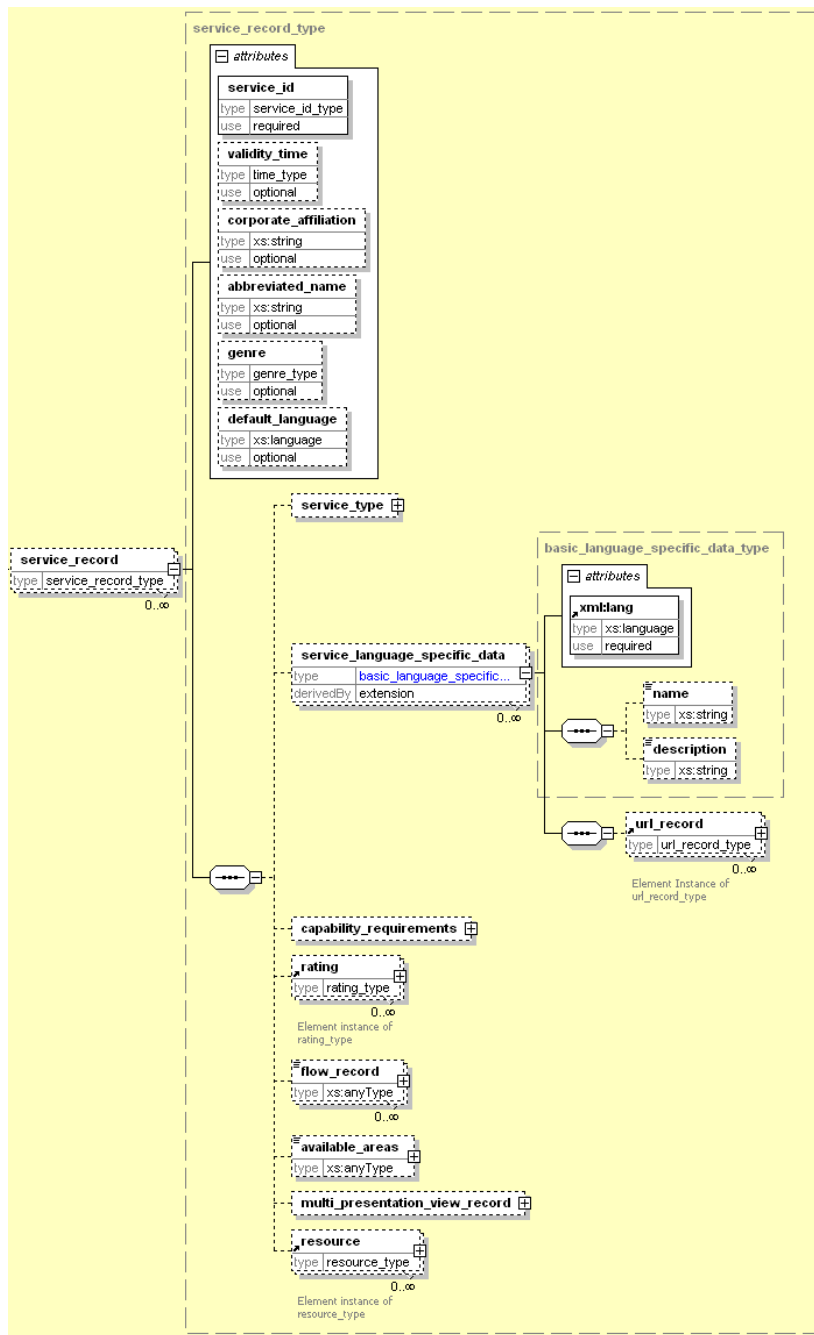 service_record_type
attributes
service_id
type service_id_type
use required
validity_time
type time_type
use optional
corporate_affiliation
type xs:string
use optional
abbreviated_name
type xs:string
use optional
genre
type genre_type
use optional
default_language
type xs:language
use optional
service_record
type service_record_type
0..∞
service_type
service_language_specific_data
type basic_language_specific...
derivedBy extension
0..∞
basic_language_specific_data_type
attributes
xml:lang
type xs:language
use required
name
type xs:string
description
type xs:string
url_record
type url_record_type
0..∞
Element Instance of
url_record_type
capability_requirements
rating
type rating_type
0..∞
Element instance of
rating_type
flow_record
type xs:anyType
0..∞
available_areas
type xs:anyType
multi_presentation_view_record
resource
type resource_type
0..∞
Element instance of
resource_type